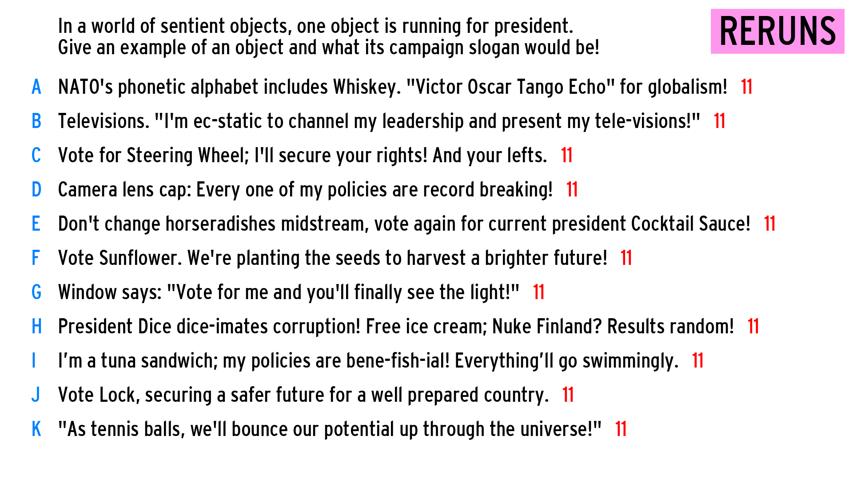 In a world of sentient objects, one object is running for president.
Give an example of an object and what its campaign slogan would be!
RERUNS
A NATO's phonetic alphabet includes Whiskey. "Victor Oscar Tango Echo" for globalism! 11
B Televisions. "I'm ec-static to channel my leadership and present my tele-visions!" 11
C Vote for Steering Wheel; I'll secure your rights! And your lefts. 11
D Camera lens cap: Every one of my policies are record breaking! 11
E Don't change horseradishes midstream, vote again for current president Cocktail Sauce! 11
F Vote Sunflower. We're planting the seeds to harvest a brighter future! 11
G Window says: "Vote for me and you'll finally see the light!" 11
H President Dice dice-imates corruption! Free ice cream; Nuke Finland? Results random! 11
I I’m a tuna sandwich; my policies are bene-fish-ial! Everything’ll go swimmingly. 11
J Vote Lock, securing a safer future for a well prepared country. 11
K "As tennis balls, we'll bounce our potential up through the universe!" 11